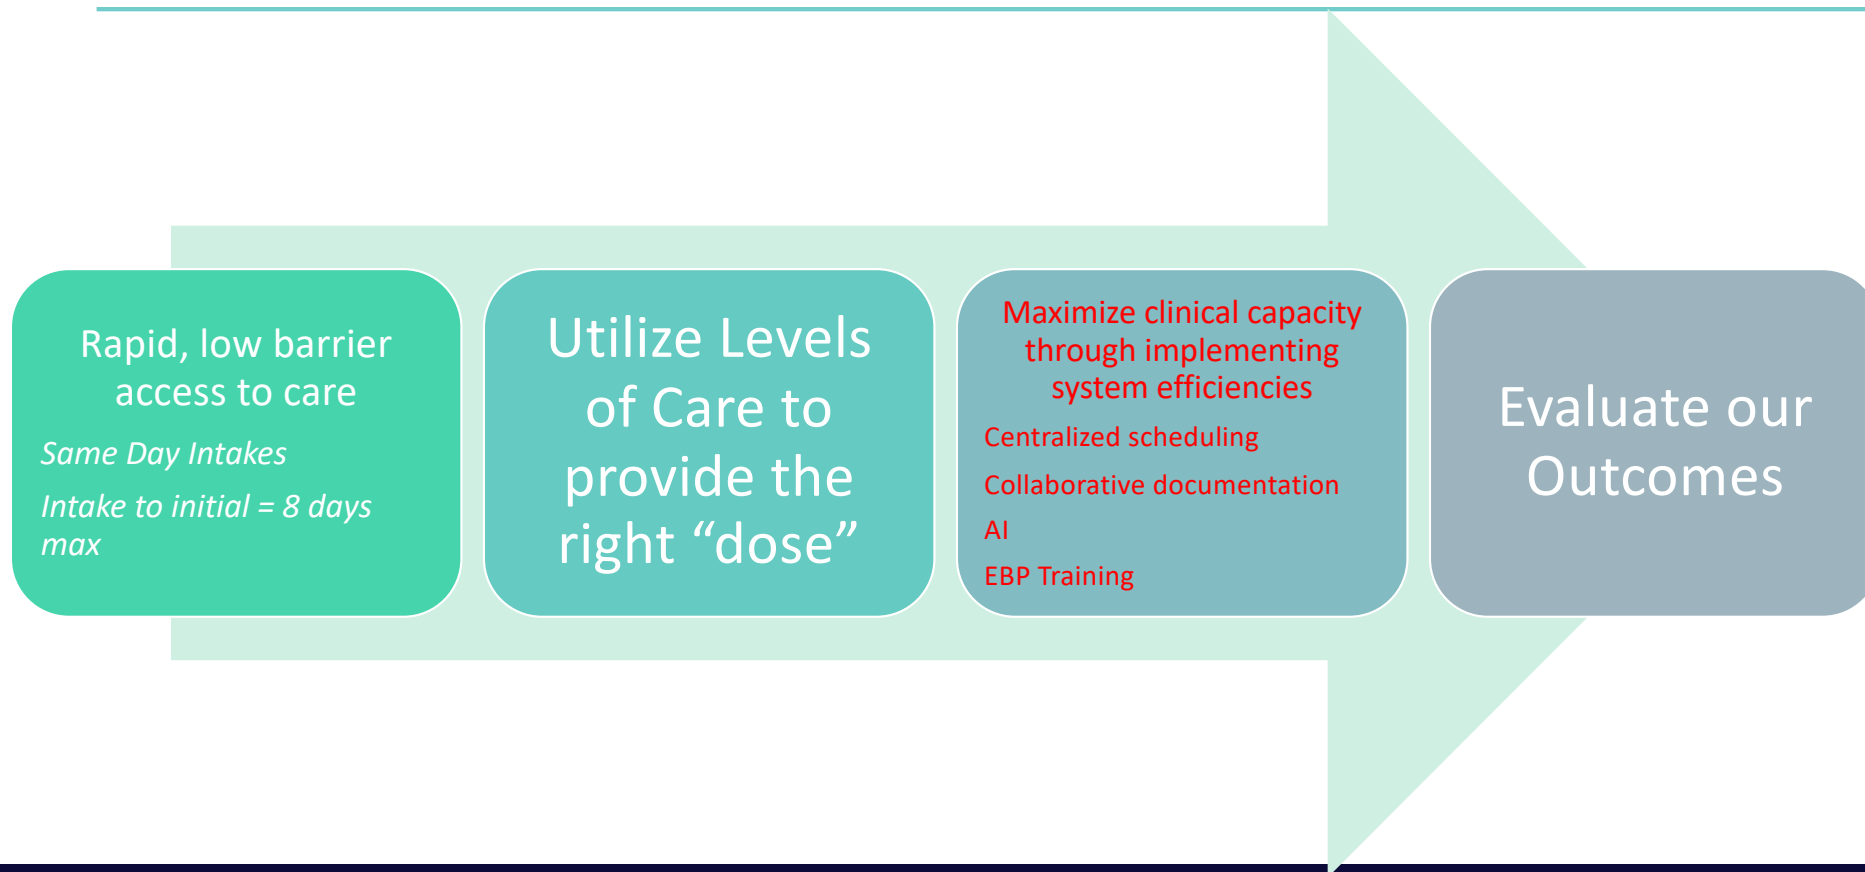 Rapid, low barrier
access to care
Same Day Intakes
Intake to initial = 8 days
max
Utilize Levels
of Care to
provide the
right “dose”
Maximize clinical capacity
through implementing
system efficiencies
Centralized scheduling
Collaborative documentation
AI
EBP Training
Evaluate our
Outcomes